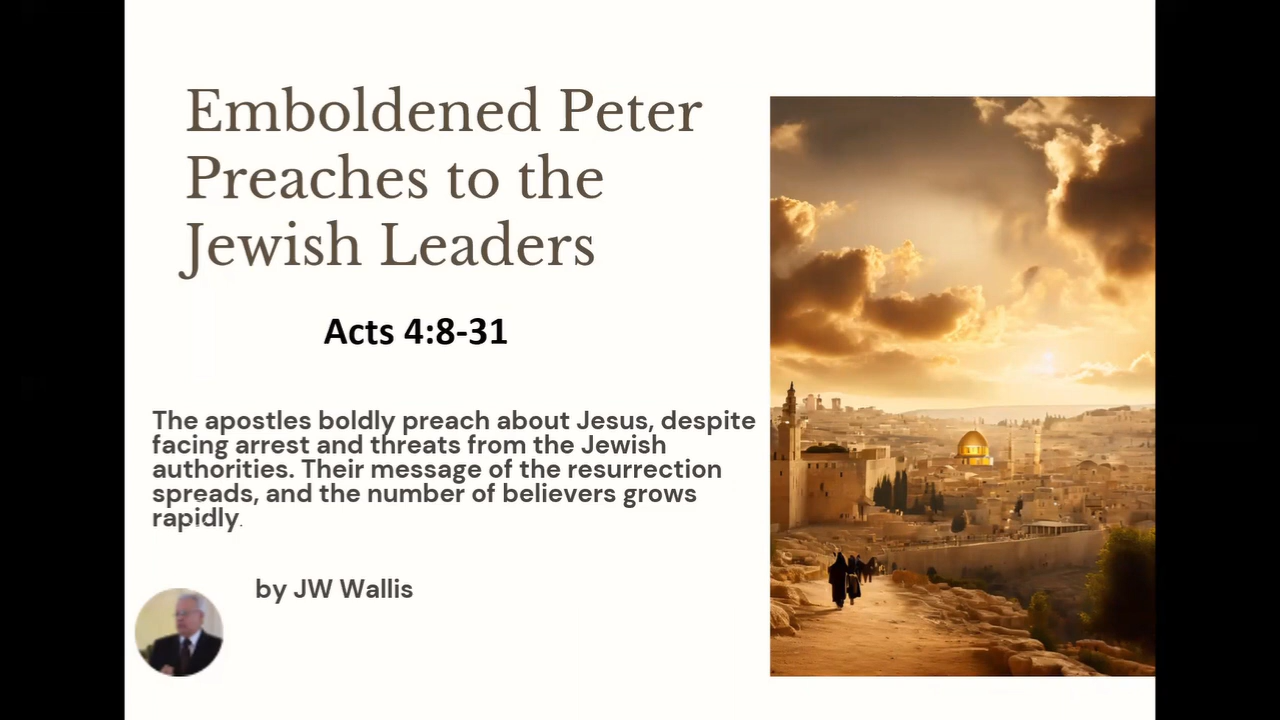 Emboldened Peter
Preaches to the
Jewish Leaders
Acts 4:8-31
The apostles boldly preach about Jesus, despite
facing arrest and threats from the Jewish
authorities. Their message of the resurrection
spreads, and the number of believers grows
rapidly.
by JW Wallis